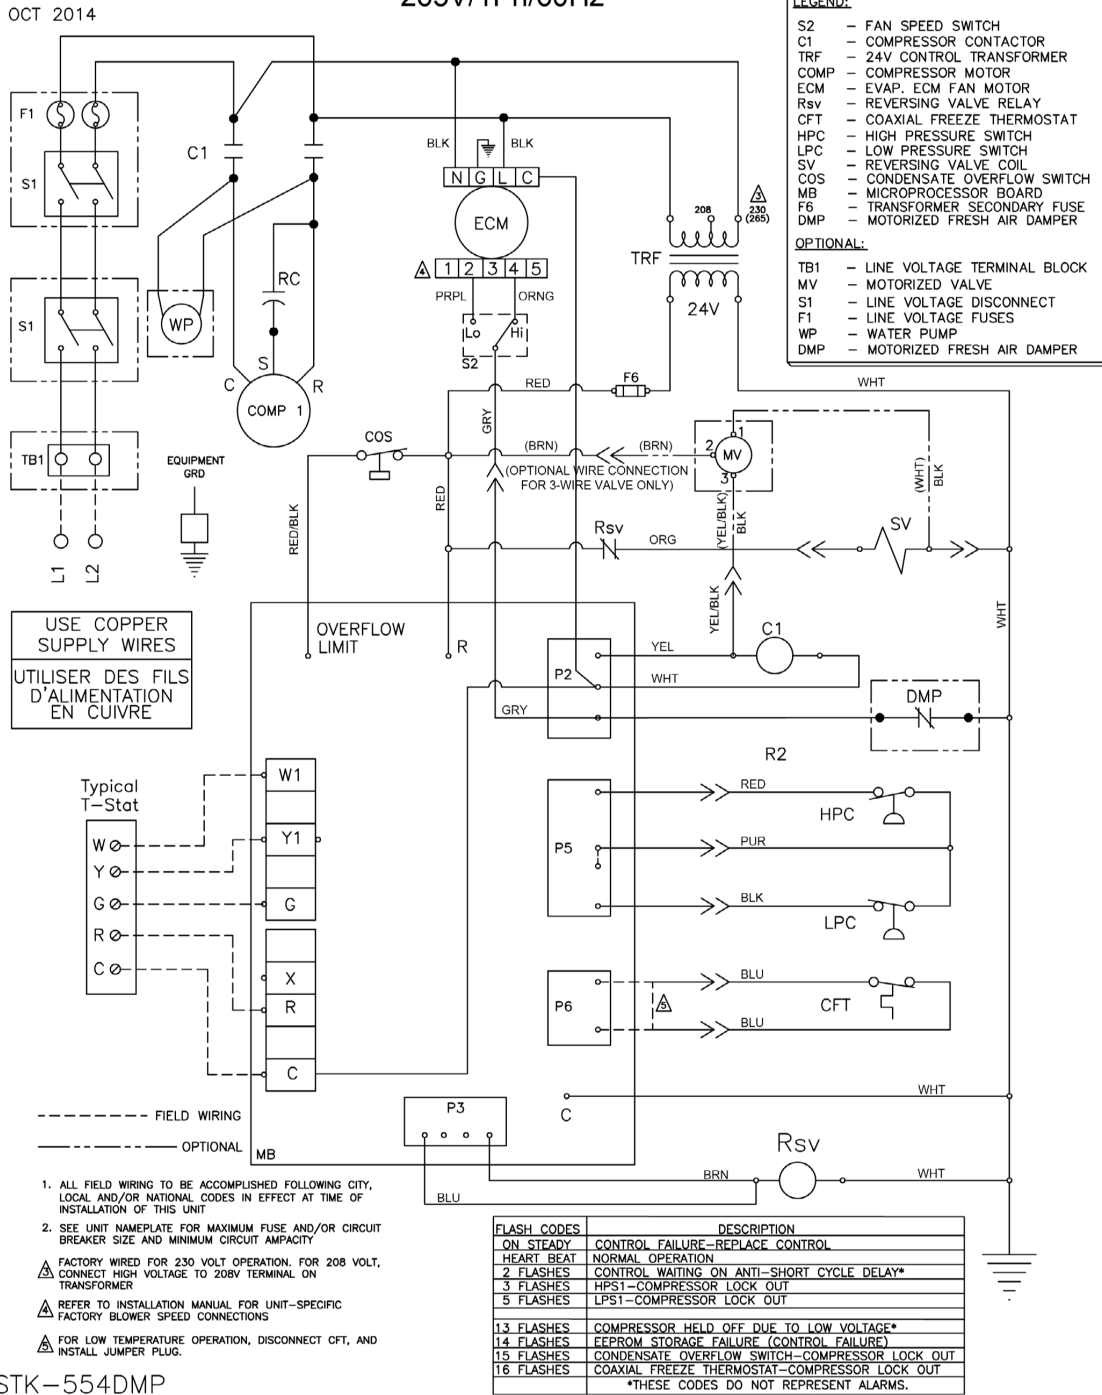 OCT 2014
265V/1Ph/60HZ
LEGEND:
S2 – FAN SPEED SWITCH
C1 – COMPRESSOR CONTACTOR
TRF – 24V CONTROL TRANSFORMER
COMP – COMPRESSOR MOTOR
ECM – EVAP. ECM FAN MOTOR
Rsv – REVERSING VALVE RELAY
CFT – COAXIAL FREEZE THERMOSTAT
HPC – HIGH PRESSURE SWITCH
LPC – LOW PRESSURE SWITCH
SV – REVERSING VALVE COIL
COS – CONDENSATE OVERFLOW SWITCH
MB – MICROPROCESSOR BOARD
F6 – TRANSFORMER SECONDARY FUSE
DMP – MOTORIZED FRESH AIR DAMPER
OPTIONAL:
TB1 – LINE VOLTAGE TERMINAL BLOCK
MV – MOTORIZED VALVE
S1 – LINE VOLTAGE DISCONNECT
F1 – LINE VOLTAGE FUSES
WP – WATER PUMP
DMP – MOTORIZED FRESH AIR DAMPER
F1
C1
BLK
BLK
S1
N G L C
ECM
208
3
230
(265)
TRF
4
1 2 3 4 5
24V
PRPL
ORNG
RC
S1
WP
Lo
Hi
S2
S
C
R
COMP 1
RED
F6
WHT
GRY
COS
TB1
EQUIPMENT
GRD
(BRN)
(BRN)
2
1
MV
3
(OPTIONAL WIRE CONNECTION
FOR 3-WIRE VALVE ONLY)
RED
RED/BLK
(YEL/BLK)
BLK
(WHT)
BLK
Rsv
ORG
SV
L1
L2
YEL/BLK
WHT
USE COPPER
SUPPLY WIRES
UTILISER DES FILS
D'ALIMENTATION
EN CUIVRE
OVERFLOW
LIMIT
R
P2
YEL
C1
WHT
GRY
DMP
R2
W1
Typical
T–Stat
W
Y
G
R
C
Y1
G
X
R
C
P5
RED
HPC
PUR
BLK
LPC
P6
BLU
5
CFT
BLU
C
WHT
P3
Rsv
BRN
WHT
BLU
MB
FIELD WIRING
OPTIONAL
1. ALL FIELD WIRING TO BE ACCOMPLISHED FOLLOWING CITY,
LOCAL AND/OR NATIONAL CODES IN EFFECT AT TIME OF
INSTALLATION OF THIS UNIT
2. SEE UNIT NAMEPLATE FOR MAXIMUM FUSE AND/OR CIRCUIT
BREAKER SIZE AND MINIMUM CIRCUIT AMPACITY
3 FACTORY WIRED FOR 230 VOLT OPERATION. FOR 208 VOLT,
CONNECT HIGH VOLTAGE TO 208V TERMINAL ON
TRANSFORMER
4 REFER TO INSTALLATION MANUAL FOR UNIT–SPECIFIC
FACTORY BLOWER SPEED CONNECTIONS
5 FOR LOW TEMPERATURE OPERATION, DISCONNECT CFT, AND
INSTALL JUMPER PLUG.
FLASH CODES DESCRIPTION
ON STEADY CONTROL FAILURE–REPLACE CONTROL
HEART BEAT NORMAL OPERATION
2 FLASHES CONTROL WAITING ON ANTI–SHORT CYCLE DELAY*
3 FLASHES HPS1–COMPRESSOR LOCK OUT
5 FLASHES LPS1–COMPRESSOR LOCK OUT
13 FLASHES COMPRESSOR HELD OFF DUE TO LOW VOLTAGE*
14 FLASHES EEPROM STORAGE FAILURE (CONTROL FAILURE)
15 FLASHES CONDENSATE OVERFLOW SWITCH–COMPRESSOR LOCK OUT
16 FLASHES COAXIAL FREEZE THERMOSTAT–COMPRESSOR LOCK OUT
*THESE CODES DO NOT REPRESENT ALARMS.
STK–554DMP